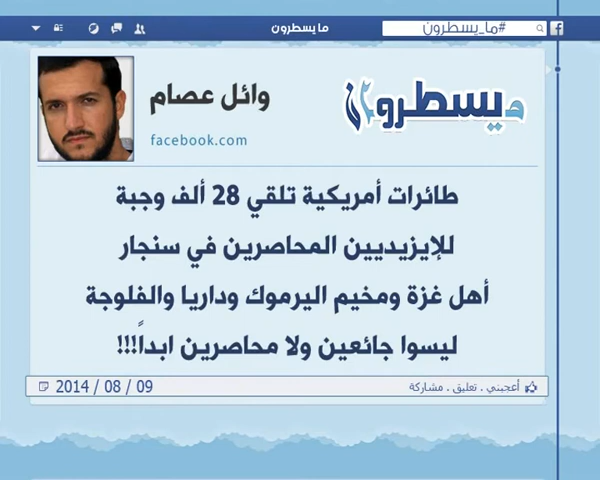 ما يسطرون
#ما_يسطرون
وائل عصام
facebook.com
ما يسطرون
طائرات أمريكية تلقي 28 ألف وجبة
للإيزيديين المحاصرين في سنجار
أهل غزة ومخيم اليرموك وداريا والفلوجة
ليسوا جائعين ولا محاصرين ابداً!!!
أعجبني . تعليق . مشاركة
2014 / 08 / 09